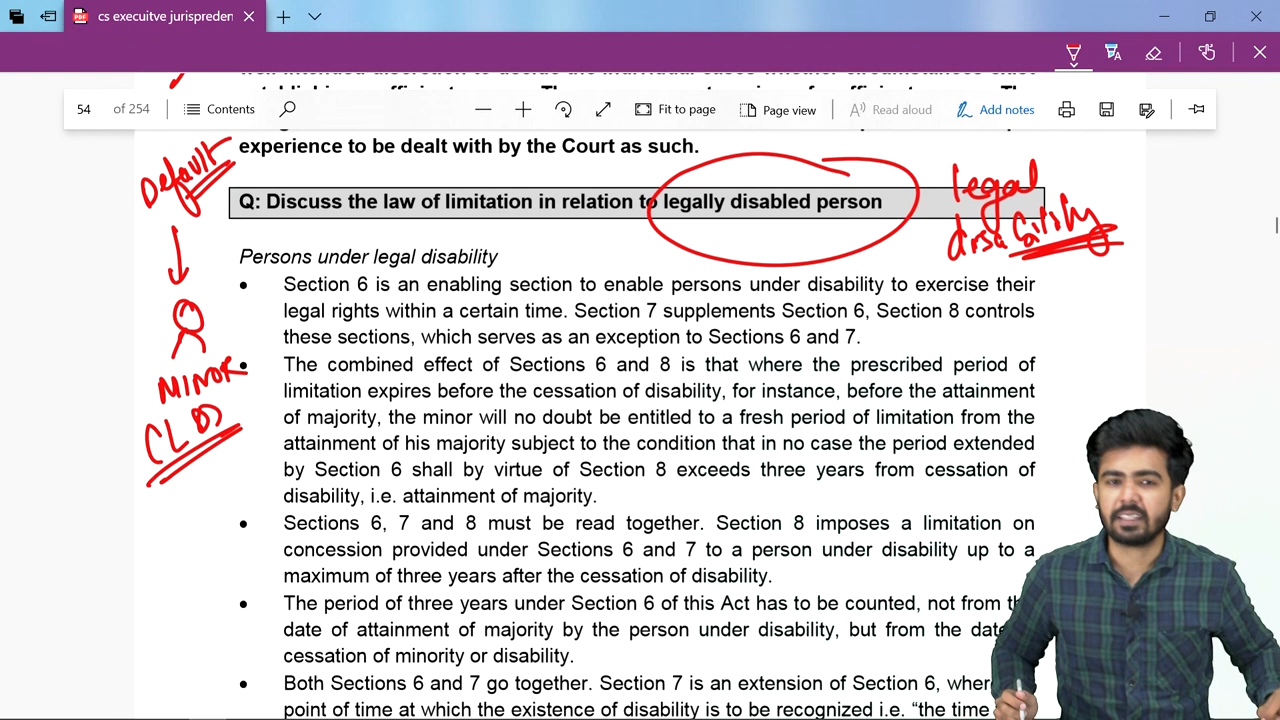 cs execuitve jurispreden
54 of 254
Contents
Fit to page
Page view
Read aloud
Add notes
experience to be dealt with by the Court as such.
Q: Discuss the law of limitation in relation to legally disabled person
Default
MINOR
legal
disability
Persons under legal disability
Section 6 is an enabling section to enable persons under disability to exercise their
legal rights within a certain time. Section 7 supplements Section 6, Section 8 controls
these sections, which serves as an exception to Sections 6 and 7.
The combined effect of Sections 6 and 8 is that where the prescribed period of
limitation expires before the cessation of disability, for instance, before the attainment
of majority, the minor will no doubt be entitled to a fresh period of limitation from the
attainment of his majority subject to the condition that in no case the period extended
by Section 6 shall by virtue of Section 8 exceeds three years from cessation of
disability, i.e. attainment of majority.
Sections 6, 7 and 8 must be read together. Section 8 imposes a limitation on
concession provided under Sections 6 and 7 to a person under disability up to a
maximum of three years after the cessation of disability.
The period of three years under Section 6 of this Act has to be counted, not from
date of attainment of majority by the person under disability, but from the date
cessation of minority or disability.
Both Sections 6 and 7 go together. Section 7 is an extension of Section 6,
point of time at which the existence of disability is to be recognized i.e. "the time